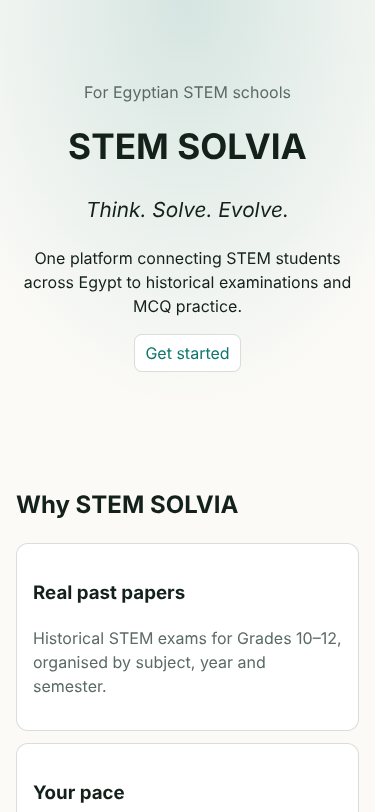 For Egyptian STEM schools
STEM SOLVIA
Think. Solve. Evolve.
One platform connecting STEM students
across Egypt to historical examinations and
MCQ practice.
Get started
Why STEM SOLVIA
Real past papers
Historical STEM exams for Grades 10–12,
organised by subject, year and
semester.
Your pace